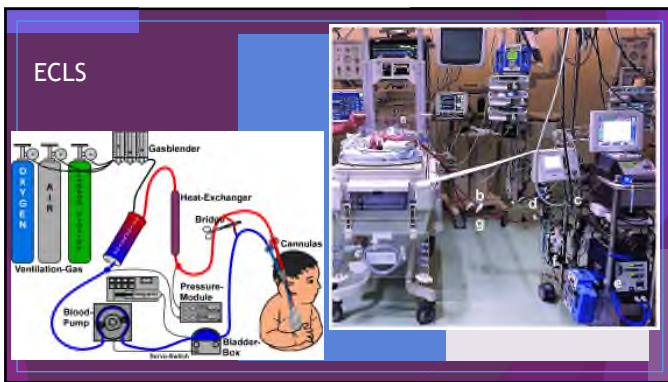 ECLS
Gasblender
OXYGEN
AIR
Heat-Exchanger
Bridge
Cannulas
Ventilation-Gas
Pressure-
Module
Blood-
Pump
Bladder-
Box
Servo-Switch
b
d
c
g
f
e